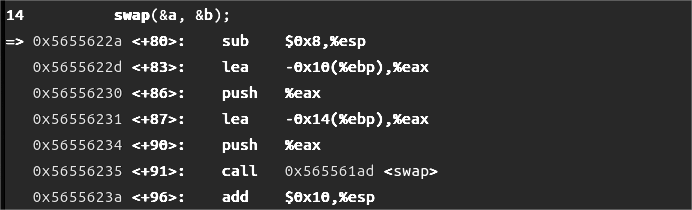 14 swap(&a, &b);
=> 0x5655622a <+80>: sub $0x8,%esp
0x5655622d <+83>: lea -0x10(%ebp),%eax
0x56556230 <+86>: push %eax
0x56556231 <+87>: lea -0x14(%ebp),%eax
0x56556234 <+90>: push %eax
0x56556235 <+91>: call 0x565561ad <swap>
0x5655623a <+96>: add $0x10,%esp